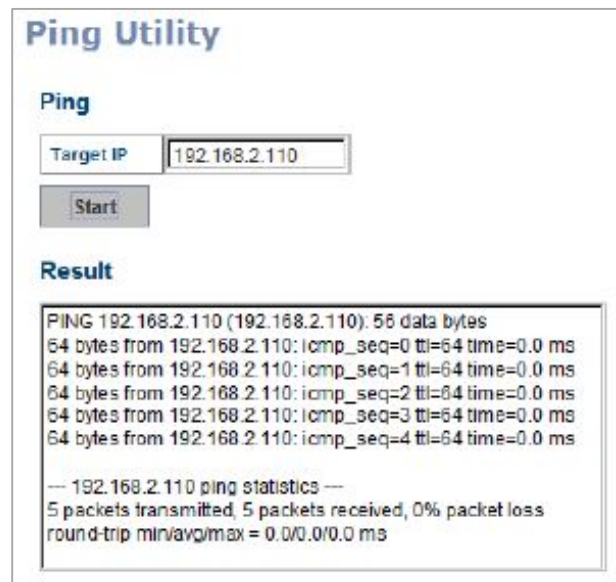 Ping Utility
Ping
Target IP 192.168.2.110
Start
Result
PING 192.168.2.110 (192.168.2.110): 56 data bytes
64 bytes from 192.168.2.110: icmp_seq=0 ttl=64 time=0.0 ms
64 bytes from 192.168.2.110: icmp_seq=1 ttl=64 time=0.0 ms
64 bytes from 192.168.2.110: icmp_seq=2 ttl=64 time=0.0 ms
64 bytes from 192.168.2.110: icmp_seq=3 ttl=64 time=0.0 ms
64 bytes from 192.168.2.110: icmp_seq=4 ttl=64 time=0.0 ms
--- 192.168.2.110 ping statistics ---
5 packets transmitted, 5 packets received, 0% packet loss
round-trip min/avg/max = 0.0/0.0/0.0 ms